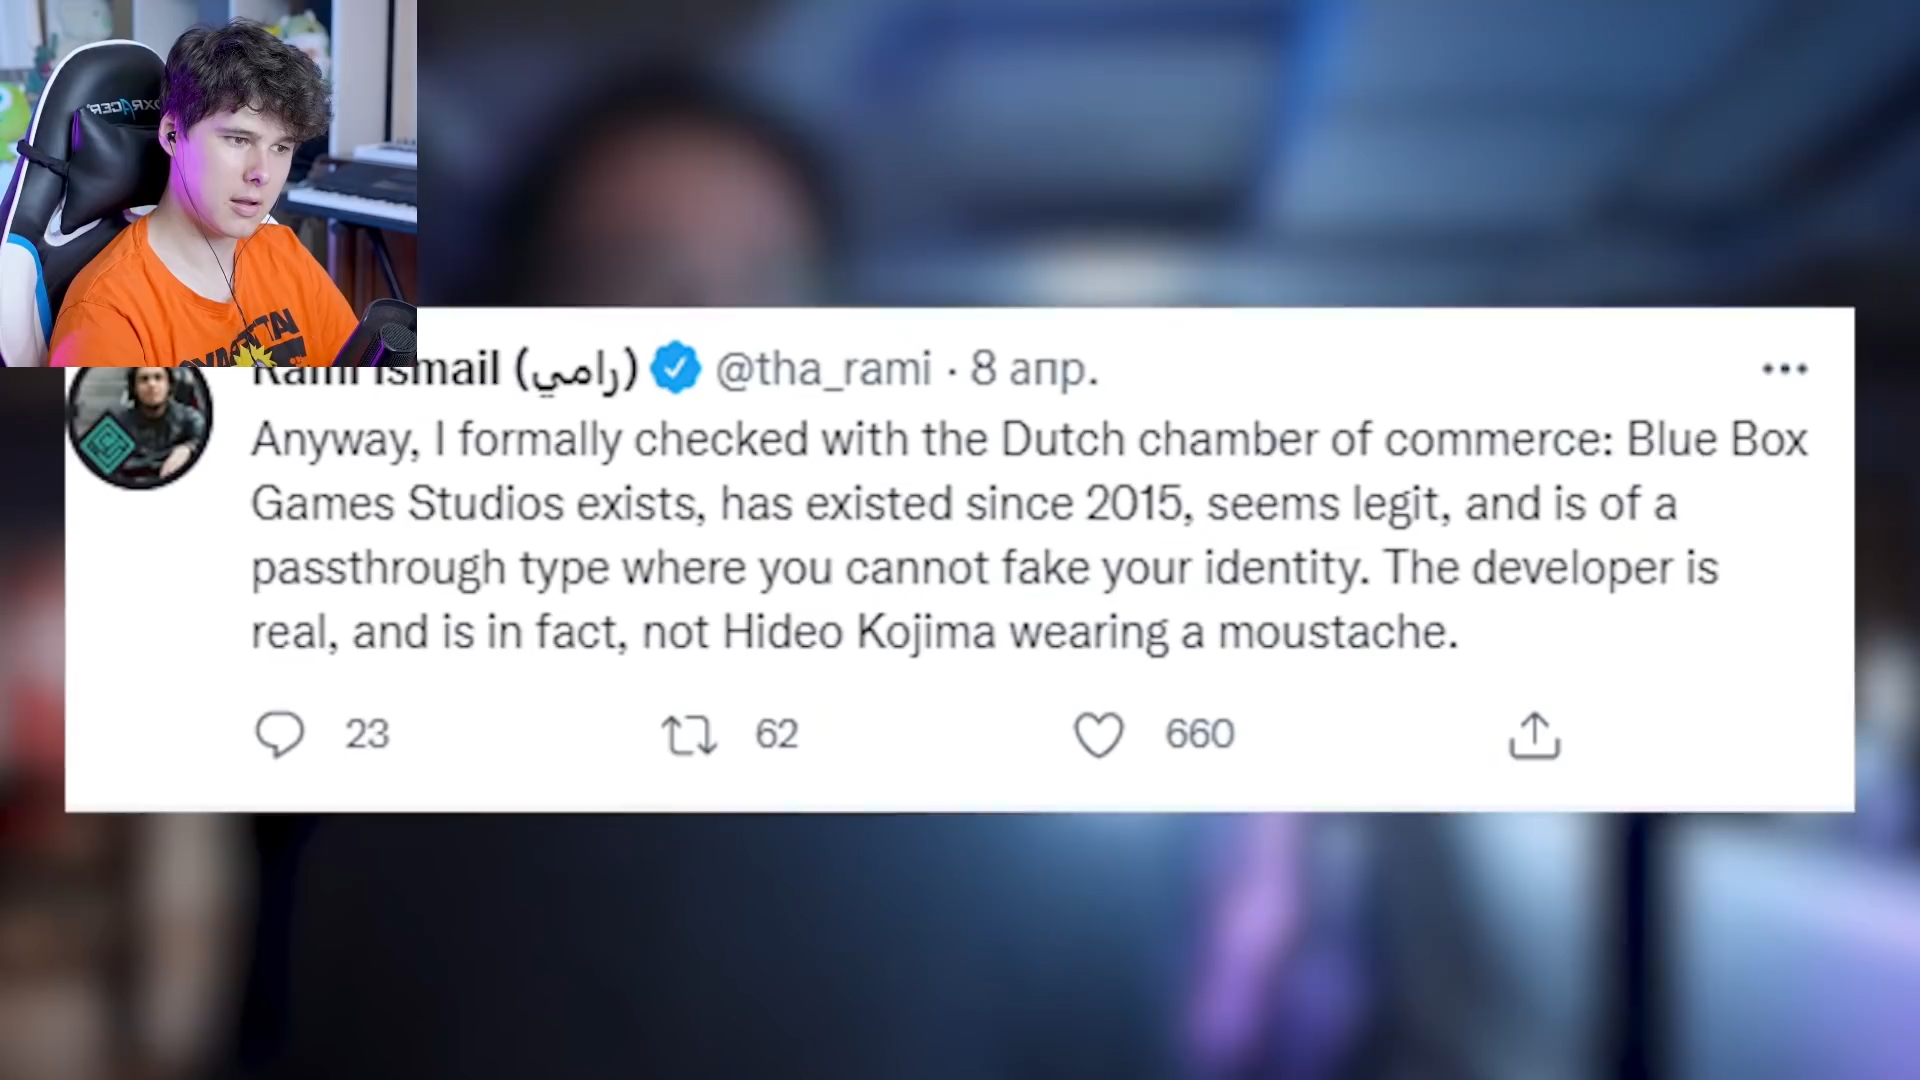 Rami Ismail (رامي) @tha_rami · 8 апр.
Anyway, I formally checked with the Dutch chamber of commerce: Blue Box
Games Studios exists, has existed since 2015, seems legit, and is of a
passthrough type where you cannot fake your identity. The developer is
real, and is in fact, not Hideo Kojima wearing a moustache.
23 62 660